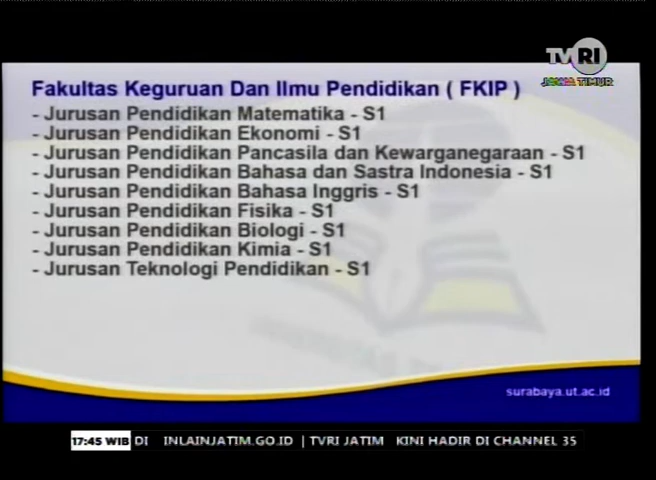 TVRI
JAWA TIMUR
Fakultas Keguruan Dan Ilmu Pendidikan ( FKIP )
- Jurusan Pendidikan Matematika - S1
- Jurusan Pendidikan Ekonomi - S1
- Jurusan Pendidikan Pancasila dan Kewarganegaraan - S1
- Jurusan Pendidikan Bahasa dan Sastra Indonesia - S1
- Jurusan Pendidikan Bahasa Inggris - S1
- Jurusan Pendidikan Fisika - S1
- Jurusan Pendidikan Biologi - S1
- Jurusan Pendidikan Kimia - S1
- Jurusan Teknologi Pendidikan - S1
surabaya.ut.ac.id
17:45 WIB DI INLAINJATIM.GO.ID | TVRI JATIM KINI HADIR DI CHANNEL 35